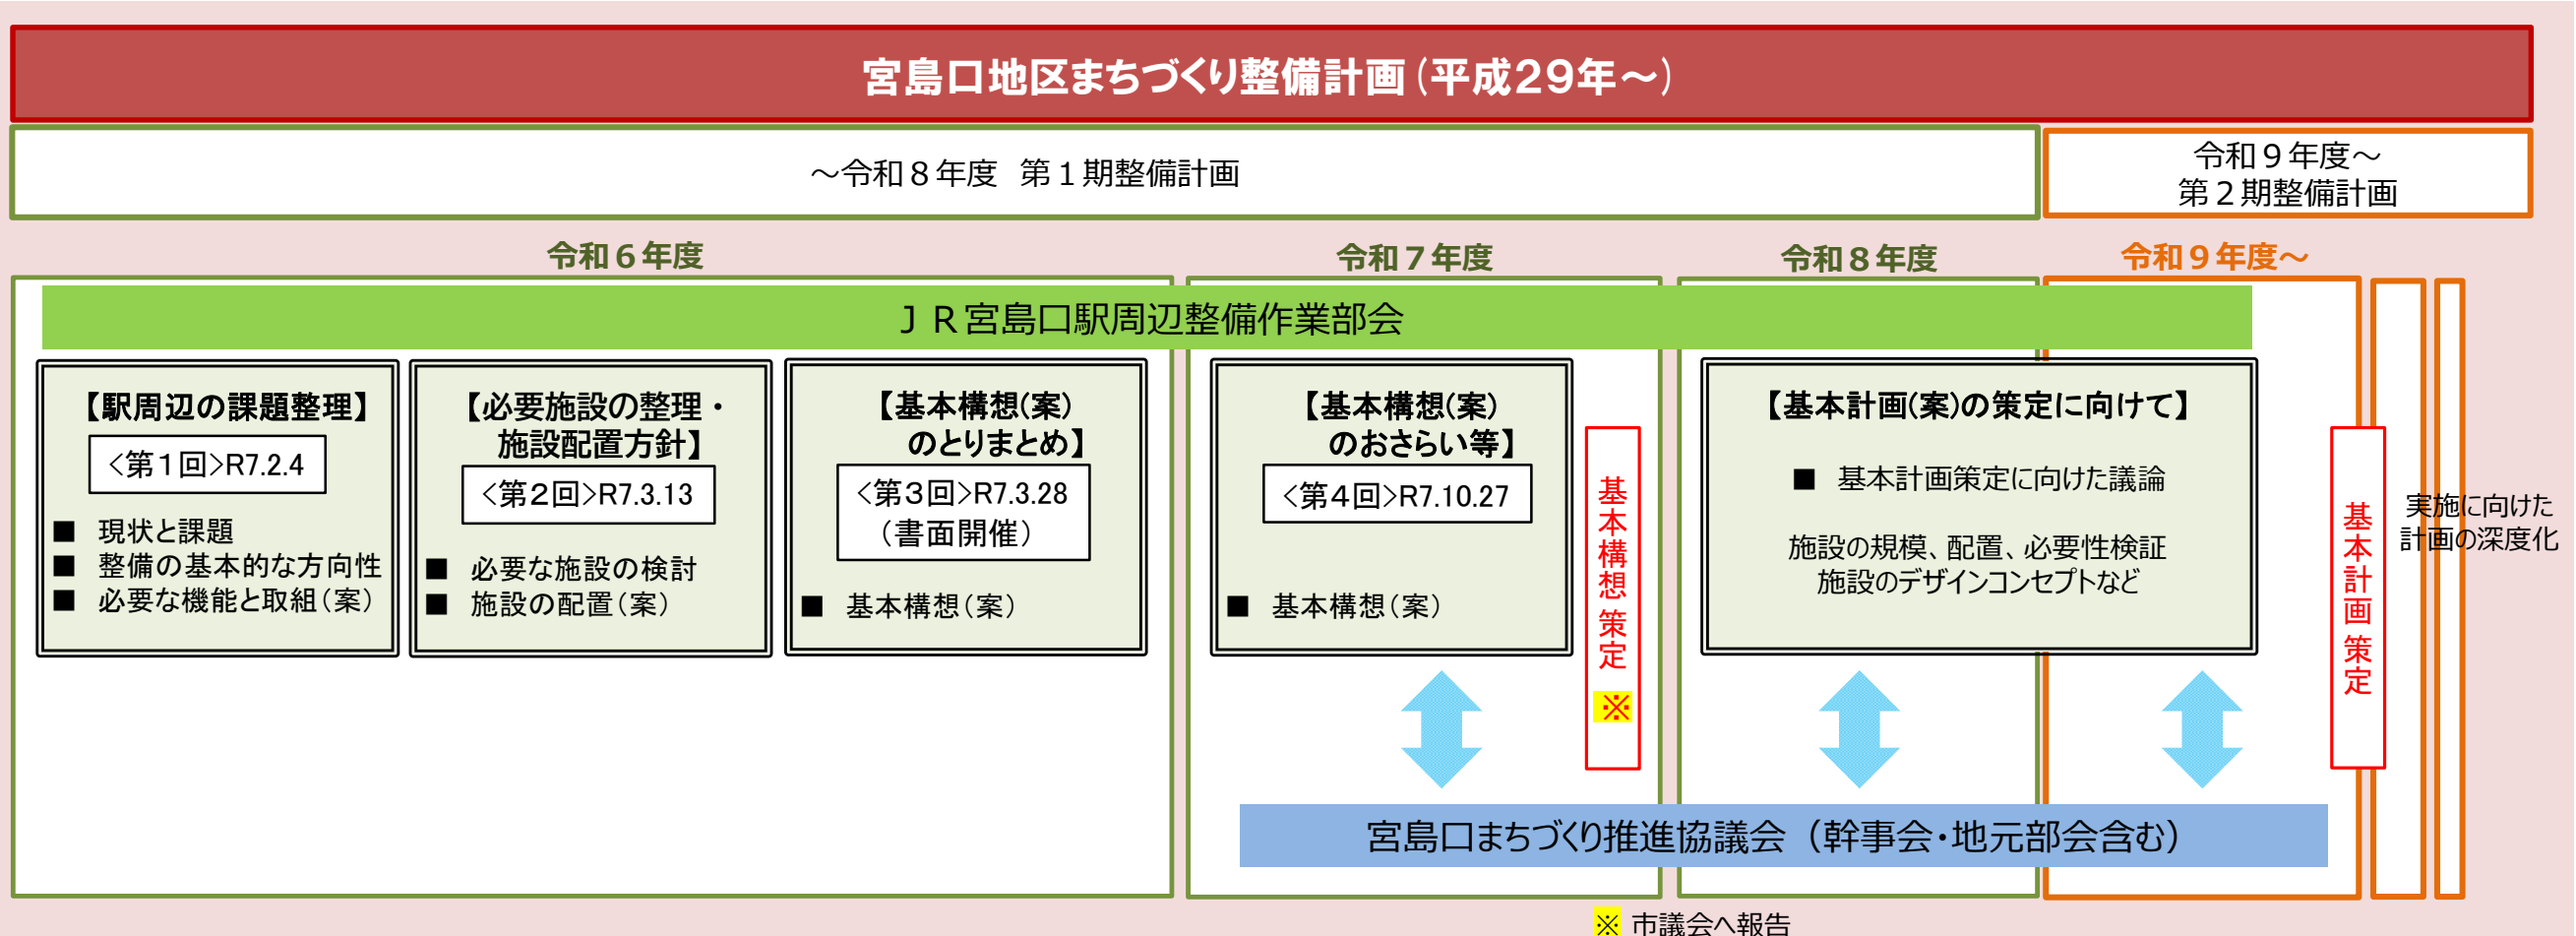 宮島口地区まちづくり整備計画(平成29年～)
～令和８年度 第１期整備計画
令和９年度～
第２期整備計画
令和６年度
令和７年度
令和８年度
令和９年度～
ＪＲ宮島口駅周辺整備作業部会
【駅周辺の課題整理】
<第１回>R7.2.4
■ 現状と課題
■ 整備の基本的な方向性
■ 必要な機能と取組(案)
【必要施設の整理・
施設配置方針】
<第２回>R7.3.13
■ 必要な施設の検討
■ 施設の配置(案)
【基本構想(案)
のとりまとめ】
<第３回>R7.3.28
(書面開催)
■ 基本構想(案)
【基本構想(案)
のおさらい等】
<第４回>R7.10.27
■ 基本構想(案)
基本構想 策定 ※
【基本計画(案)の策定に向けて】
■ 基本計画策定に向けた議論
施設の規模、配置、必要性検証
施設のデザインコンセプトなど
基本計画 策定
実施に向けた
計画の深度化
宮島口まちづくり推進協議会（幹事会・地元部会含む）
※ 市議会へ報告